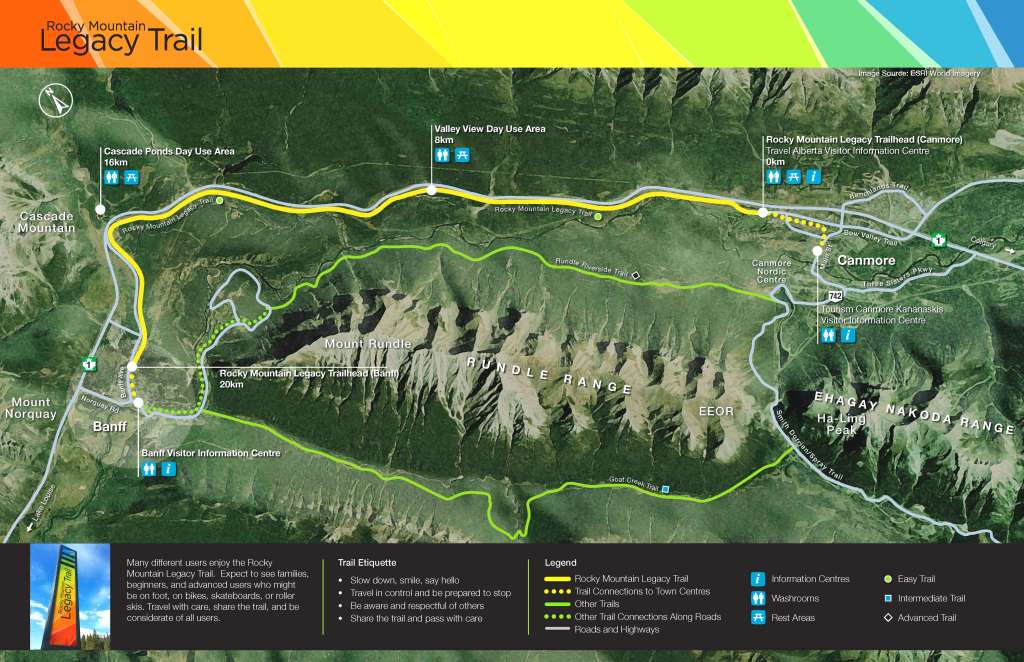 Rocky Mountain
Legacy Trail
Image Source: ESRI World Imagery
N
Cascade Ponds Day Use Area
16km
Valley View Day Use Area
8km
Rocky Mountain Legacy Trailhead (Canmore)
Travel Alberta Visitor Information Centre
0km
Cascade
Mountain
Rocky Mountain Legacy Trail
Rocky Mountain Legacy Trail
Benchlands Trail
Bow Valley Trail
1
Calgary
Main St
Canmore
Canmore
Nordic
Centre
Three Sisters Pkwy
742
Rundle Riverside Trail
Tourism Canmore Kananaskis
Visitor Information Centre
Mount Rundle
RUNDLE RANGE
EEOR
EHAGAY NAKODA RANGE
Ha-Ling
Peak
Smith Dorrien/Spray Trail
Rocky Mountain Legacy Trailhead (Banff)
20km
1
Banff Ave
Mount
Norquay
Norquay Rd
Banff
Banff Visitor Information Centre
Goat Creek Trail
Lake Louise
Legacy Trail
Many different users enjoy the Rocky
Mountain Legacy Trail. Expect to see families,
beginners, and advanced users who might
be on foot, on bikes, skateboards, or roller
skis. Travel with care, share the trail, and be
considerate of all users.
Trail Etiquette
• Slow down, smile, say hello
• Travel in control and be prepared to stop
• Be aware and respectful of others
• Share the trail and pass with care
Legend
Rocky Mountain Legacy Trail
Trail Connections to Town Centres
Other Trails
Other Trail Connections Along Roads
Roads and Highways
Information Centres
Washrooms
Rest Areas
Easy Trail
Intermediate Trail
Advanced Trail